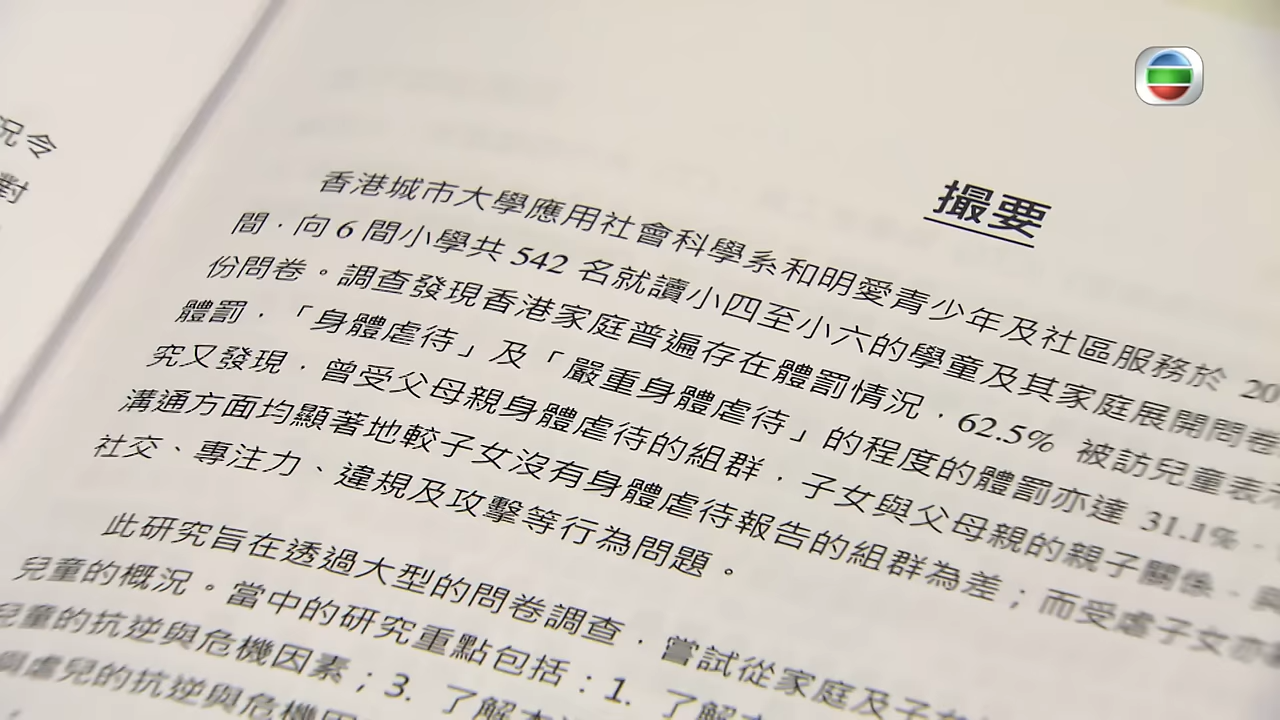 況令
對
撮要
香港城市大學應用社會科學系和明愛青少年及社區服務於 20
間，向 6 間小學共 542 名就讀小四至小六的學童及其家庭展開問卷
份問卷。調查發現香港家庭普遍存在體罰情況，62.5% 被訪兒童表示
體罰，「身體虐待」及「嚴重身體虐待」的程度的體罰亦達 31.1%，
究又發現，曾受父母親身體虐待的組群，子女與父母親的親子關係、與
溝通方面均顯著地較子女沒有身體虐待報告的組群為差；而受虐子女亦
社交、專注力、違規及攻擊等行為問題。
此研究旨在透過大型的問卷調查，嘗試從家庭及子女
兒童的概況。當中的研究重點包括：1. 了解
兒童的抗逆與危機因素；3. 了解本
虐兒的抗逆與危機因